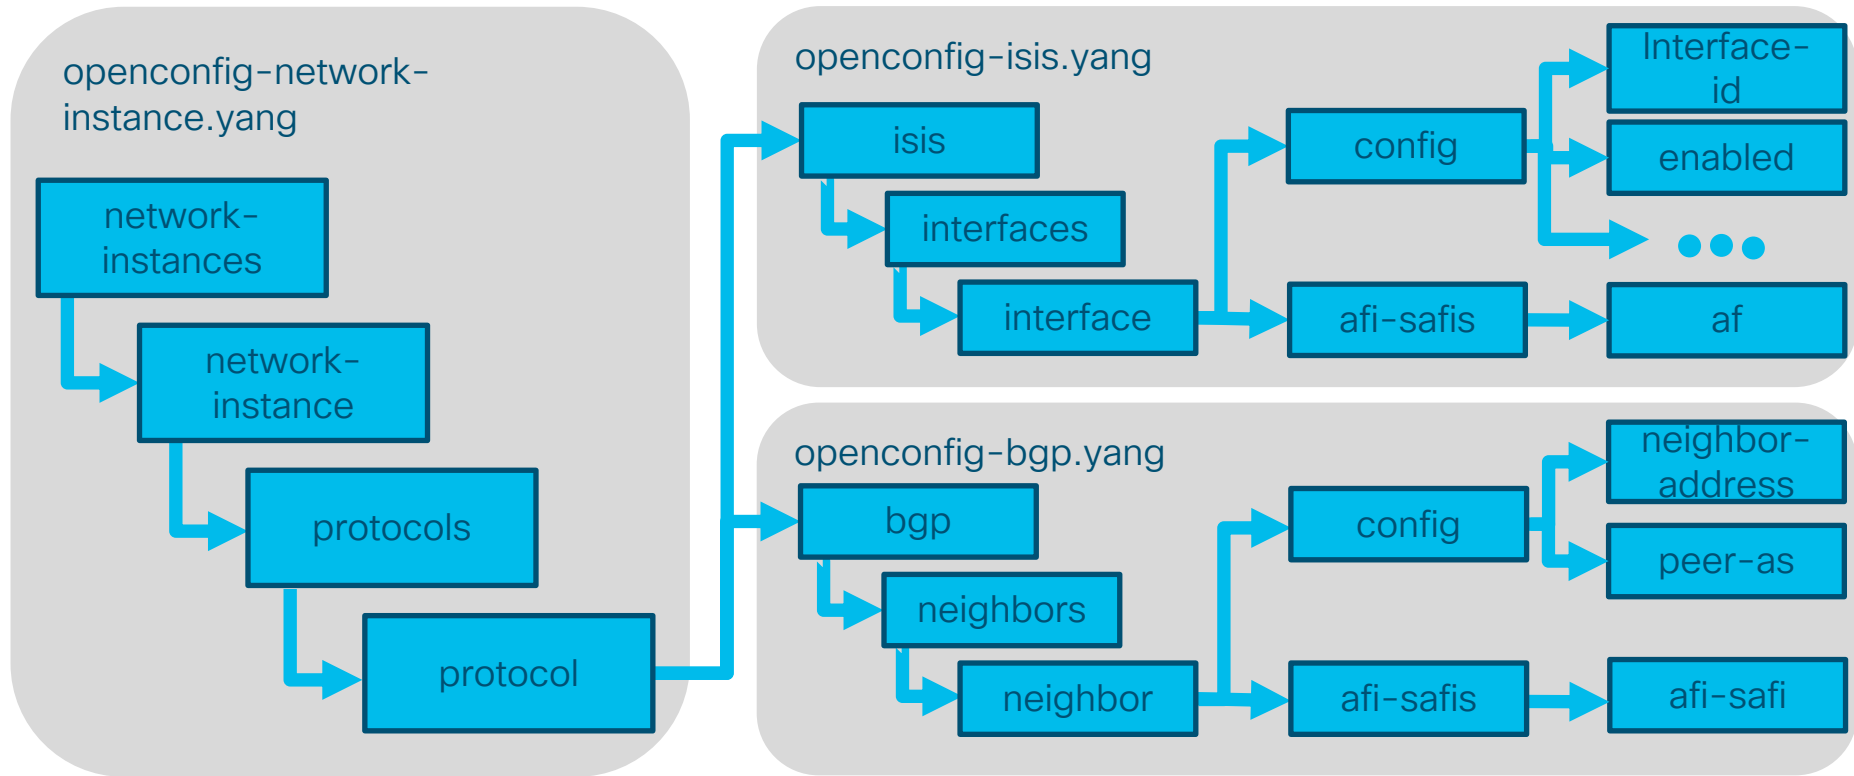 openconfig-network-
instance.yang
network-
instances
network-
instance
protocols
protocol
openconfig-isis.yang
isis
interfaces
interface
config
afi-safis
Interface-
id
enabled
af
openconfig-bgp.yang
bgp
neighbors
neighbor
config
afi-safis
neighbor-
address
peer-as
afi-safi